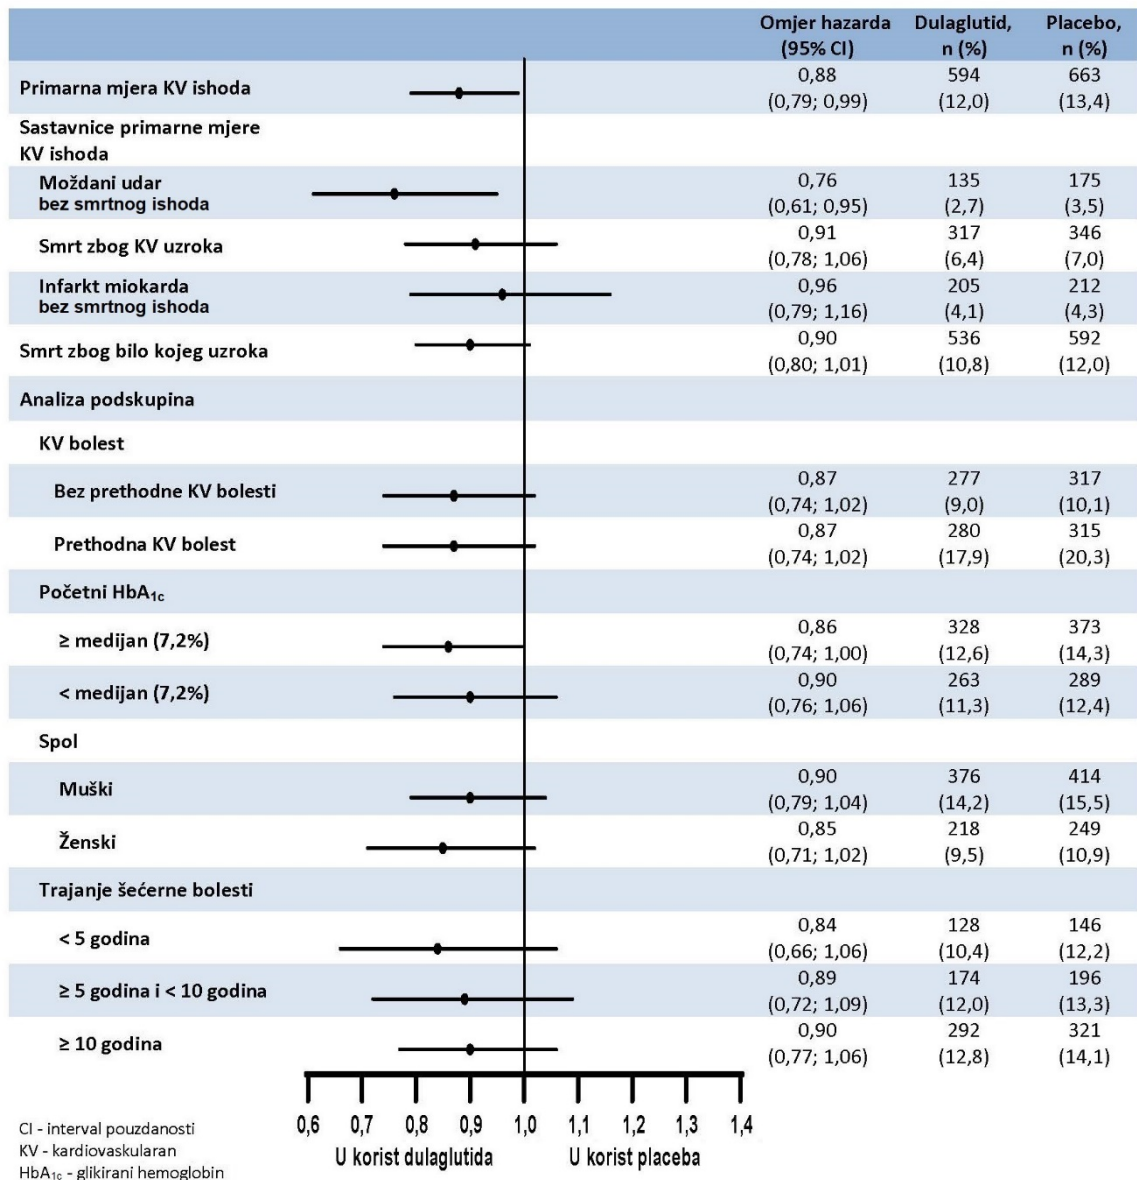 Omjer hazarda Dulaglutid, Placebo,
(95% CI) n (%) n (%)
Primarna mjera KV ishoda 0,88 594 663
(0,79; 0,99) (12,0) (13,4)
Sastavnice primarne mjere
KV ishoda
Moždani udar 0,76 135 175
bez smrtnog ishoda (0,61; 0,95) (2,7) (3,5)
Smrt zbog KV uzroka 0,91 317 346
(0,78; 1,06) (6,4) (7,0)
Infarkt miokarda 0,96 205 212
bez smrtnog ishoda (0,79; 1,16) (4,1) (4,3)
Smrt zbog bilo kojeg uzroka 0,90 536 592
(0,80; 1,01) (10,8) (12,0)
Analiza podskupina
KV bolest
Bez prethodne KV bolesti 0,87 277 317
(0,74; 1,02) (9,0) (10,1)
Prethodna KV bolest 0,87 280 315
(0,74; 1,02) (17,9) (20,3)
Početni HbA1c
≥ medijan (7,2%) 0,86 328 373
(0,74; 1,00) (12,6) (14,3)
< medijan (7,2%) 0,90 263 289
(0,76; 1,06) (11,3) (12,4)
Spol
Muški 0,90 376 414
(0,79; 1,04) (14,2) (15,5)
Ženski 0,85 218 249
(0,71; 1,02) (9,5) (10,9)
Trajanje šećerne bolesti
< 5 godina 0,84 128 146
(0,66; 1,06) (10,4) (12,2)
≥ 5 godina i < 10 godina 0,89 174 196
(0,72; 1,09) (12,0) (13,3)
≥ 10 godina 0,90 292 321
(0,77; 1,06) (12,8) (14,1)
0,6 0,7 0,8 0,9 1,0 1,1 1,2 1,3 1,4
U korist dulaglutida U korist placeba
CI - interval pouzdanosti
KV - kardiovaskularan
HbA1c - glikirani hemoglobin